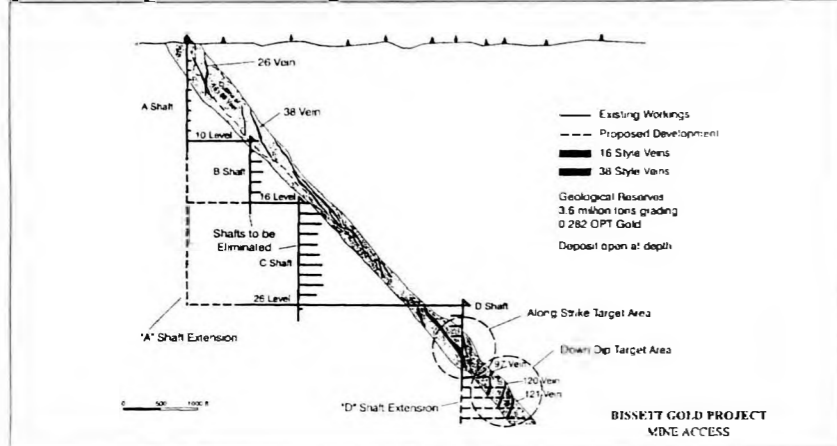 26 Vein
A Shaft
38 Vein
10 Level
B Shaft
16 Level
Shafts to be
Eliminated
C Shaft
26 Level
D Shaft
"A" Shaft Extension
Along Strike Target Area
Down Dip Target Area
97 Vein
120 Vein
121 Vein
"D" Shaft Extension
0 500 1000 ft
Existing Workings
Proposed Development
16 Style Veins
38 Style Veins
Geological Reserves
3.6 million tons grading
0.282 OPT Gold
Deposit open at depth
BISSETT GOLD PROJECT
MINE ACCESS